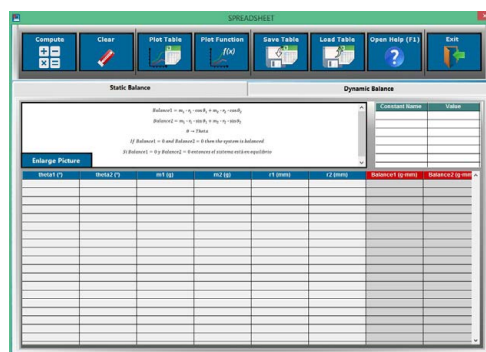 SPREADSHEET
Compute
Clear
Plot Table
Plot Function
Save Table
Load Table
Open Help (F1)
Exit
f(x)
Static Balance
Dynamic Balance
Balance1 = m₁ · r₁ · cosθ₁ + m₂ · r₂ · cosθ₂
Balance2 = m₁ · r₁ · sinθ₁ + m₂ · r₂ · sinθ₂
θ → Theta
If Balance1 = 0 and Balance2 = 0 then the system is balanced
Si Balance1 = 0 y Balance2 = 0 entonces el sistema está en equilibrio
Enlarge Picture
Constant Name
Value
theta1 (°)
theta2 (°)
m1 (g)
m2 (g)
r1 (mm)
r2 (mm)
Balance1 (g·mm)
Balance2 (g·mm